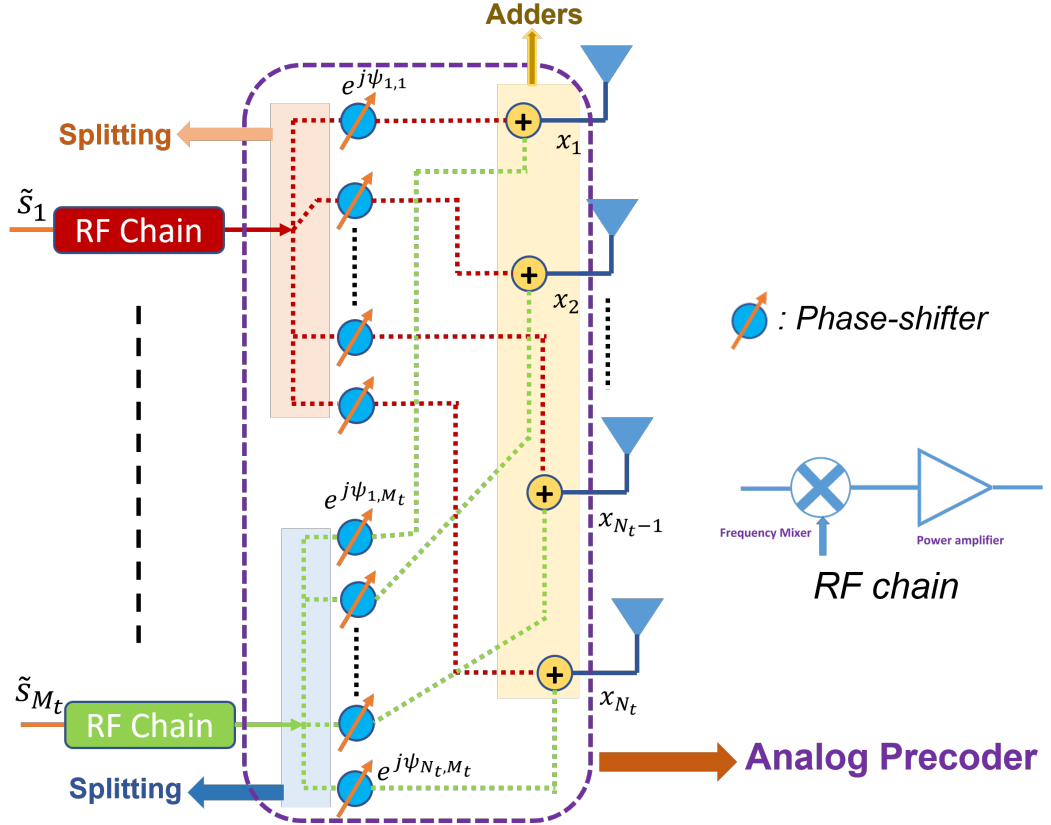 Adders
e^{jψ_{1,1}}
Splitting
+
x_1
s̃_1
RF Chain
+
x_2
: Phase-shifter
e^{jψ_{1,M_t}}
+
x_{N_t-1}
Frequency Mixer
Power amplifier
RF chain
+
s̃_{M_t}
RF Chain
x_{N_t}
Analog Precoder
e^{jψ_{N_t,M_t}}
Splitting